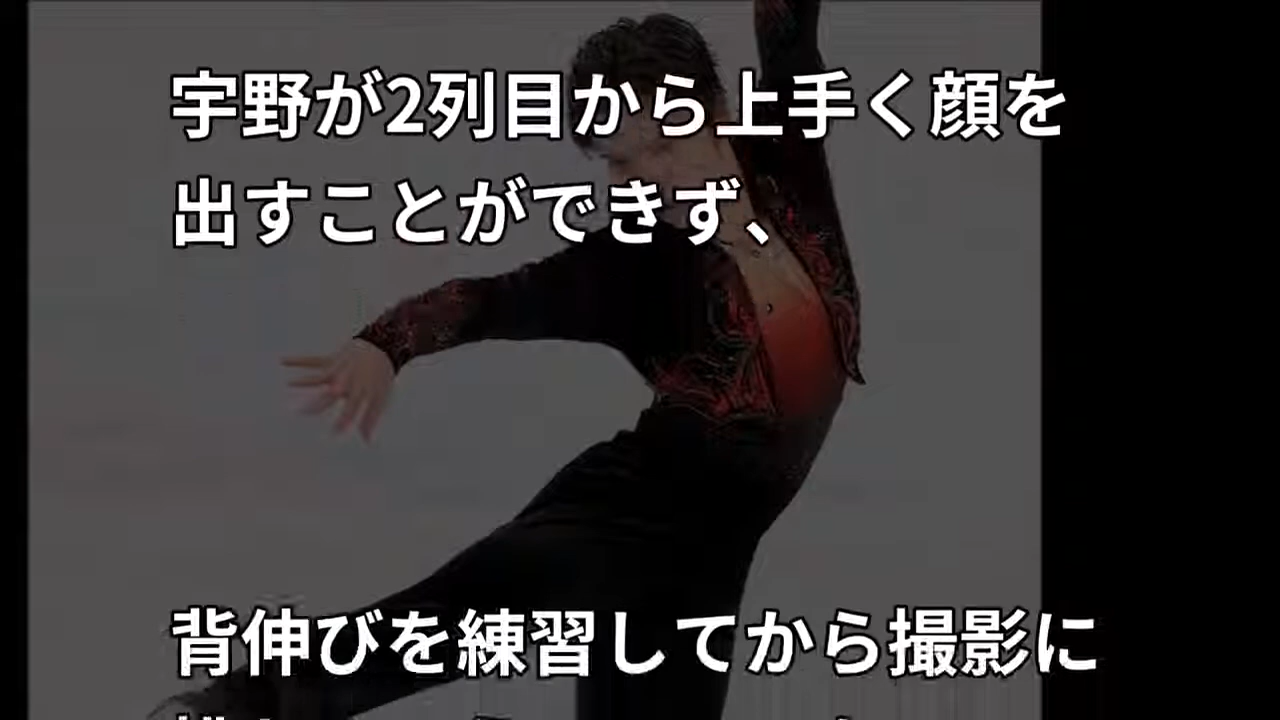 宇野が2列目から上手く顔を
出すことができず、
背伸びを練習してから撮影に